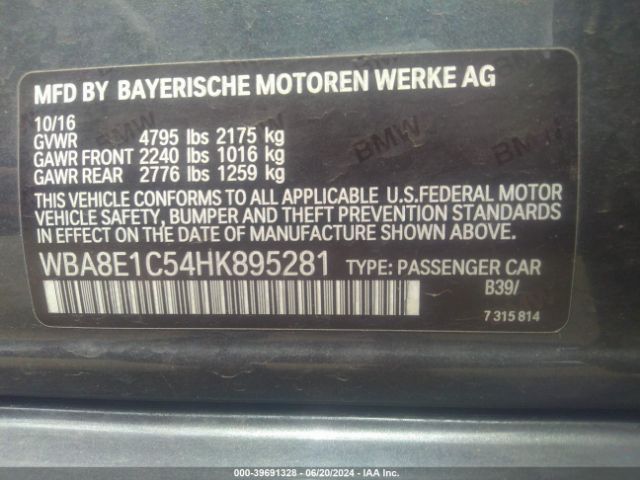 MFD BY BAYERISCHE MOTOREN WERKE AG
10/16
GVWR 4795 lbs 2175 kg
GAWR FRONT 2240 lbs 1016 kg
GAWR REAR 2776 lbs 1259 kg
THIS VEHICLE CONFORMS TO ALL APPLICABLE U.S.FEDERAL MOTOR
VEHICLE SAFETY, BUMPER AND THEFT PREVENTION STANDARDS
IN EFFECT ON THE DATE OF MANUFACTURE SHOWN ABOVE.
WBA8E1C54HK895281 TYPE: PASSENGER CAR
B39/
7 315 814
BMW
000-39691328 - 06/20/2024 - IAA Inc.